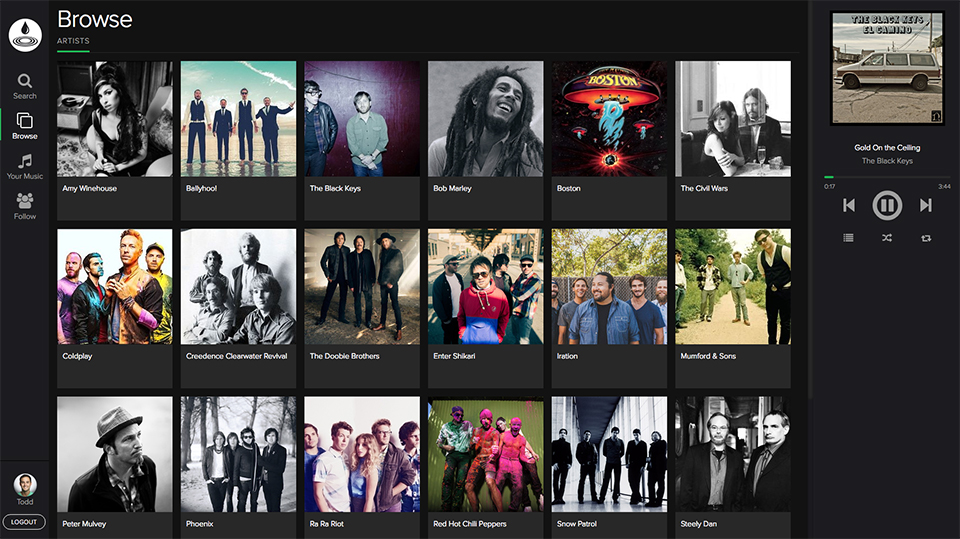 Search
Browse
Your Music
Follow
Todd
LOGOUT
Browse
ARTISTS
BOSTON
Amy Winehouse
Ballyhoo!
The Black Keys
Bob Marley
Boston
The Civil Wars
Coldplay
Creedence Clearwater Revival
The Doobie Brothers
Enter Shikari
Iration
Mumford & Sons
Peter Mulvey
Phoenix
Ra Ra Riot
Red Hot Chili Peppers
Snow Patrol
Steely Dan
THE BLACK KEYS
EL CAMINO
Gold On the Ceiling
The Black Keys
0:17
3:44